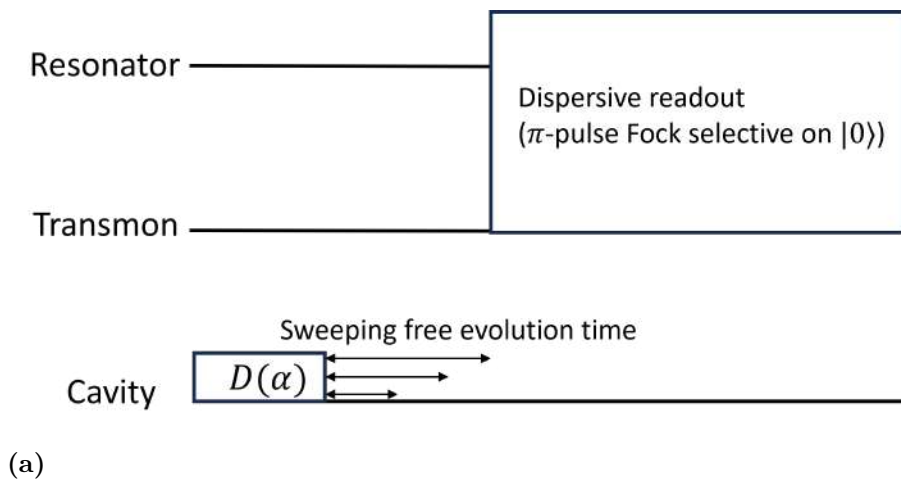 Resonator
Dispersive readout
(π-pulse Fock selective on |0⟩)
Transmon
Sweeping free evolution time
D(α)
Cavity
(a)